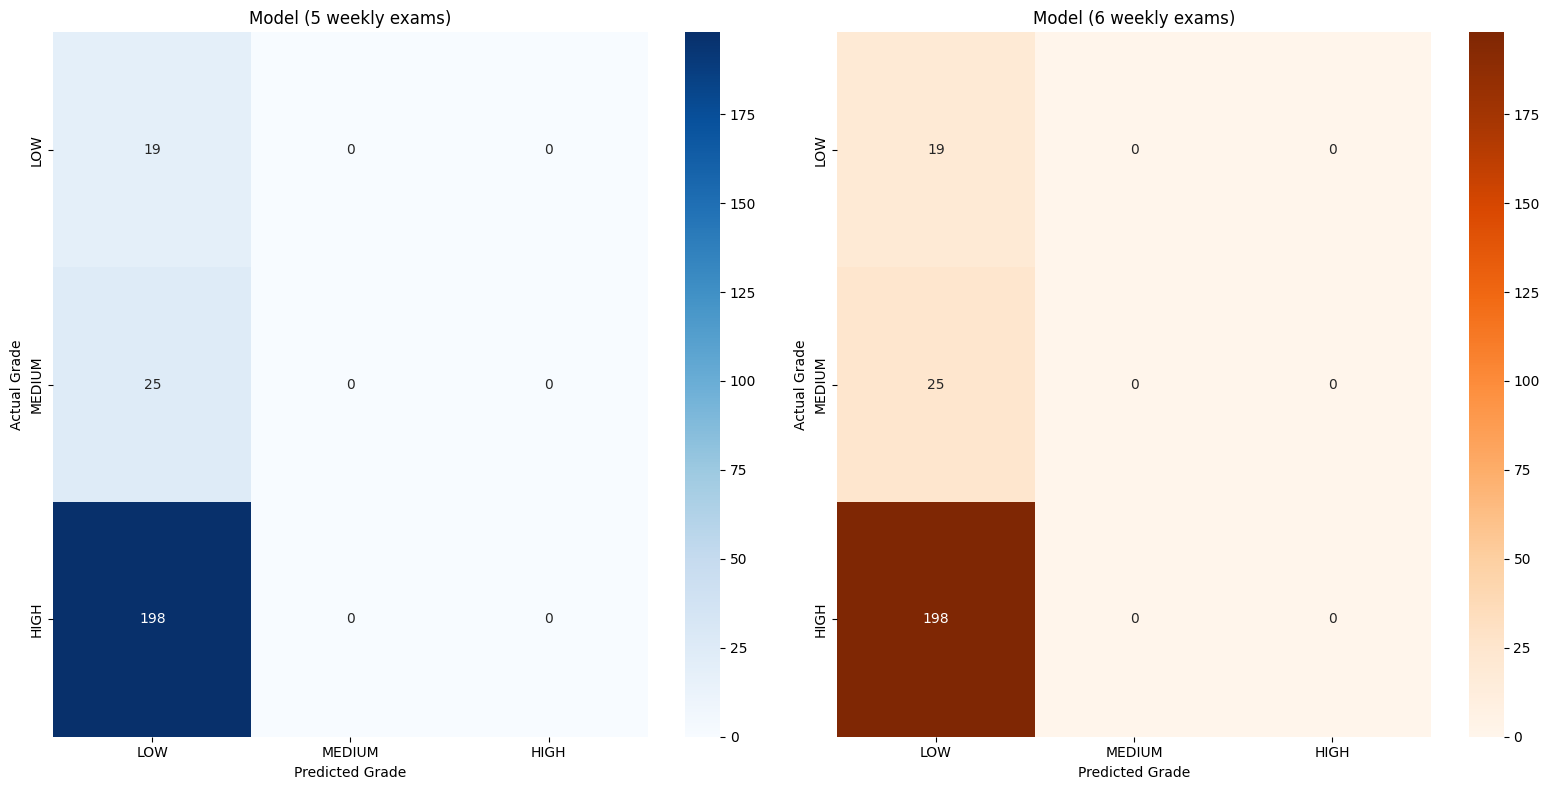 Model (5 weekly exams)
LOW
MEDIUM
HIGH
Actual Grade
19 0 0
25 0 0
198 0 0
LOW MEDIUM HIGH
Predicted Grade
175
150
125
100
75
50
25
0
Model (6 weekly exams)
LOW
MEDIUM
HIGH
Actual Grade
19 0 0
25 0 0
198 0 0
LOW MEDIUM HIGH
Predicted Grade
175
150
125
100
75
50
25
0